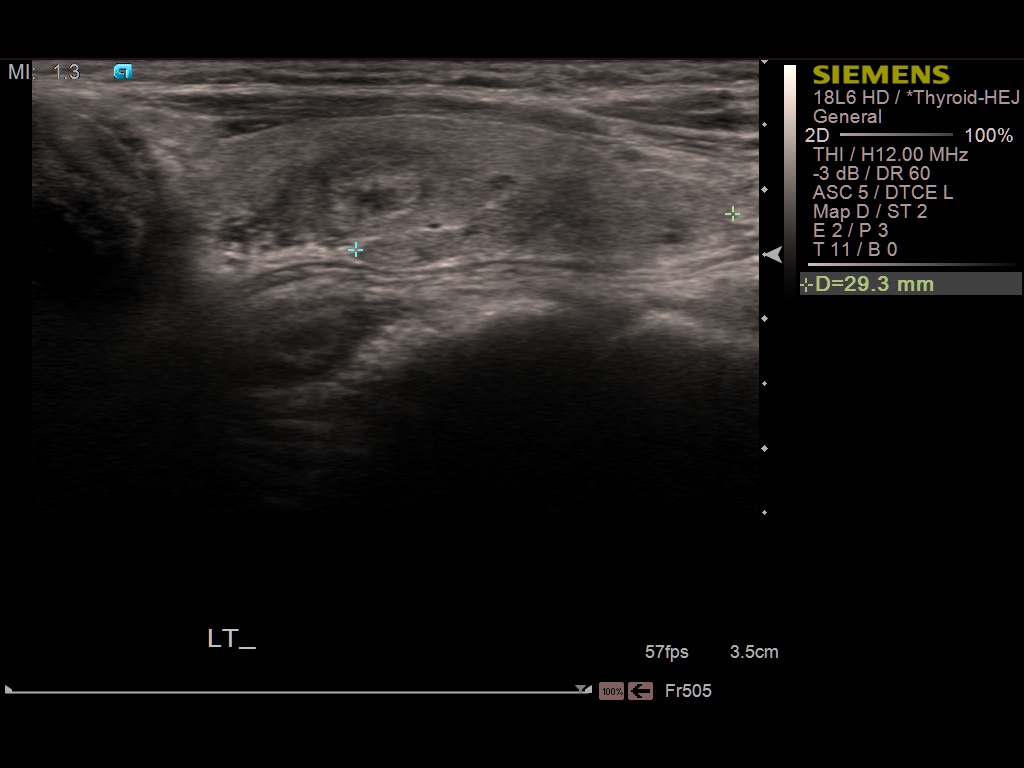 MI: 1.3
SIEMENS
18L6 HD / *Thyroid-HEJ
General
2D 100%
THI / H12.00 MHz
-3 dB / DR 60
ASC 5 / DTCE L
Map D / ST 2
E 2 / P 3
T 11 / B 0
D=29.3 mm
LT_
57fps 3.5cm
100% Fr505